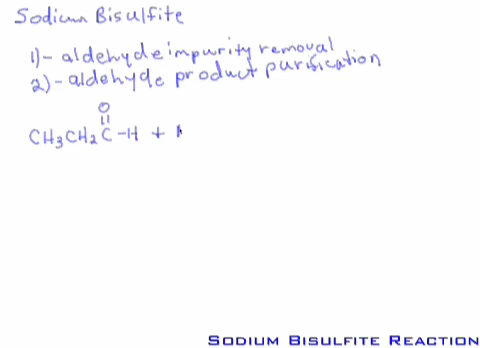 Sodium Bisulfite
1)- aldehyde impurity removal
2)- aldehyde product purification
O
CH3CH2C-H +
SODIUM BISULFITE REACTION